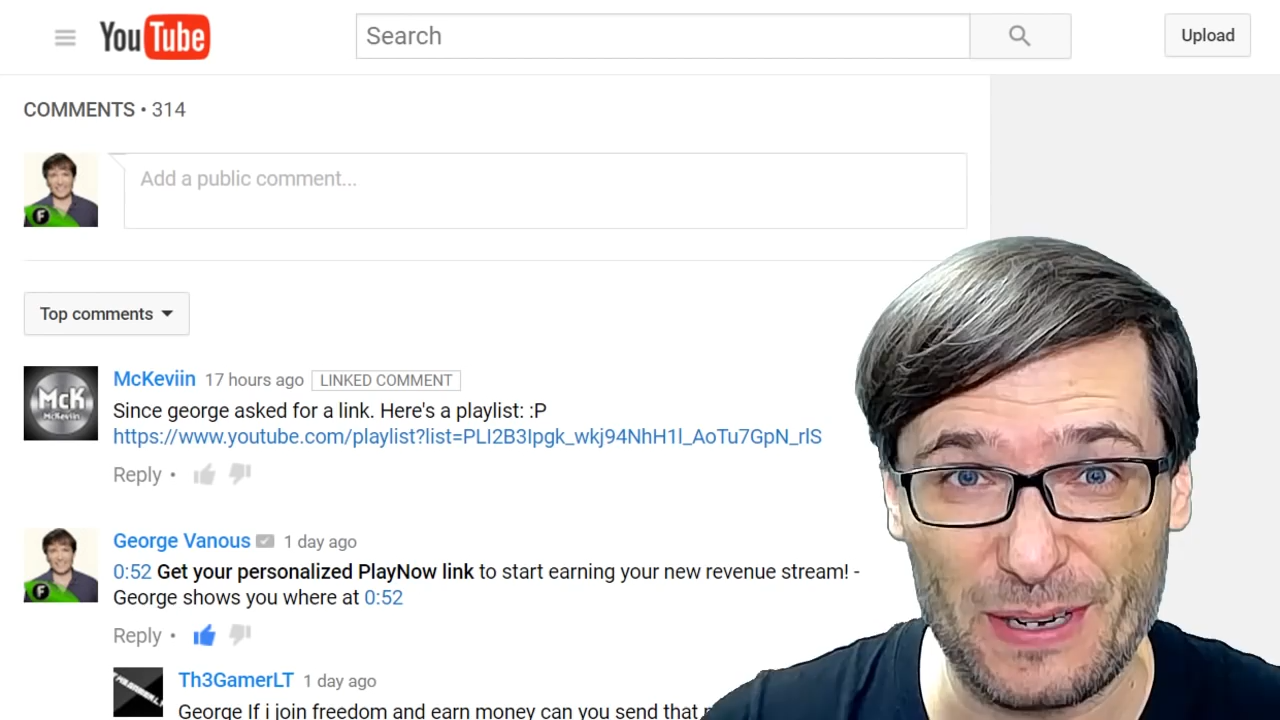 YouTube
Search
Upload
COMMENTS • 314
Add a public comment...
Top comments
McK
McKeviin
McKeviin 17 hours ago LINKED COMMENT
Since george asked for a link. Here's a playlist: :P
https://www.youtube.com/playlist?list=PLI2B3Ipgk_wkj94NhH1l_AoTu7GpN_rlS
Reply •
George Vanous 1 day ago
0:52 Get your personalized PlayNow link to start earning your new revenue stream! -
George shows you where at 0:52
Reply •
Th3GamerLT 1 day ago
George If i join freedom and earn money can you send that